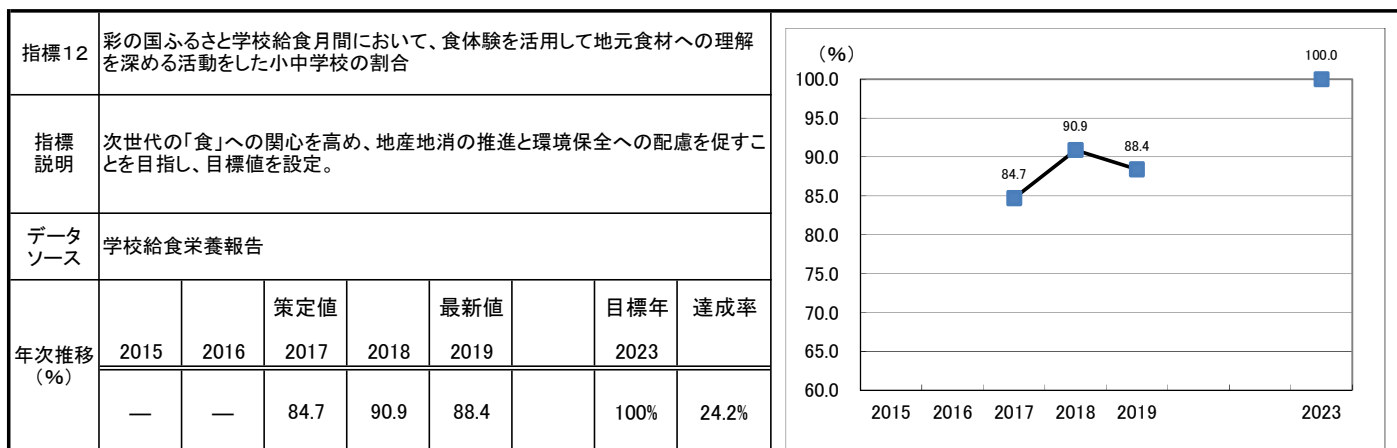 指標12
彩の国ふるさと学校給食月間において、食体験を活用して地元食材への理解
を深める活動をした小中学校の割合
指標
説明
次世代の「食」への関心を高め、地産地消の推進と環境保全への配慮を促すこ
とを目指し、目標値を設定。
データ
ソース
学校給食栄養報告
年次推移
（%）
策定値 最新値 目標年 達成率
2015 2016 2017 2018 2019 2023
― ― 84.7 90.9 88.4 100% 24.2%
（%）
100.0
95.0
90.0
85.0
80.0
75.0
70.0
65.0
60.0
84.7
90.9
88.4
100.0
2015 2016 2017 2018 2019 2023